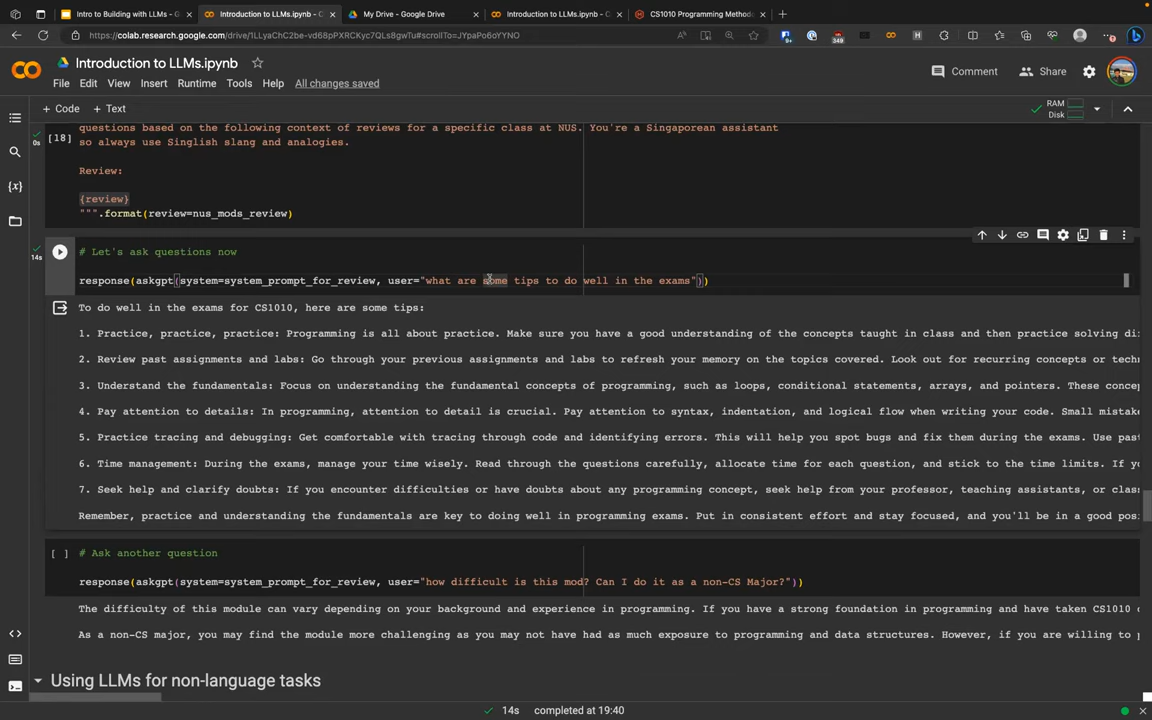 Intro to Building with LLMs - G
Introduction to LLMs.ipynb - C
My Drive - Google Drive
Introduction to LLMs.ipynb - C
CS1010 Programming Method
https://colab.research.google.com/drive/1LLyaChC2be-vd68pPXRCKyc7QLs8gwTu#scrollTo=JYpaPo6oYYNO
Introduction to LLMs.ipynb
File Edit View Insert Runtime Tools Help All changes saved
Comment Share
+ Code + Text
RAM
Disk
questions based on the following context of reviews for a specific class at NUS. You're a Singaporean assistant
[18]
0s
so always use Singlish slang and analogies.
Review:
{review}
""".format(review=nus_mods_review)
14s
# Let's ask questions now
response(askgpt(system=system_prompt_for_review, user="what are some tips to do well in the exams"))
To do well in the exams for CS1010, here are some tips:
1. Practice, practice, practice: Programming is all about practice. Make sure you have a good understanding of the concepts taught in class and then practice solving di
2. Review past assignments and labs: Go through your previous assignments and labs to refresh your memory on the topics covered. Look out for recurring concepts or tech
3. Understand the fundamentals: Focus on understanding the fundamental concepts of programming, such as loops, conditional statements, arrays, and pointers. These conce
4. Pay attention to details: In programming, attention to detail is crucial. Pay attention to syntax, indentation, and logical flow when writing your code. Small mistak
5. Practice tracing and debugging: Get comfortable with tracing through code and identifying errors. This will help you spot bugs and fix them during the exams. Use pas
6. Time management: During the exams, manage your time wisely. Read through the questions carefully, allocate time for each question, and stick to the time limits. If y
7. Seek help and clarify doubts: If you encounter difficulties or have doubts about any programming concept, seek help from your professor, teaching assistants, or clas
Remember, practice and understanding the fundamentals are key to doing well in programming exams. Put in consistent effort and stay focused, and you'll be in a good pos
[ ] # Ask another question
response(askgpt(system=system_prompt_for_review, user="how difficult is this mod? Can I do it as a non-CS Major?"))
The difficulty of this module can vary depending on your background and experience in programming. If you have a strong foundation in programming and have taken CS1010 o
As a non-CS major, you may find the module more challenging as you may not have had as much exposure to programming and data structures. However, if you are willing to p
Using LLMs for non-language tasks
14s completed at 19:40